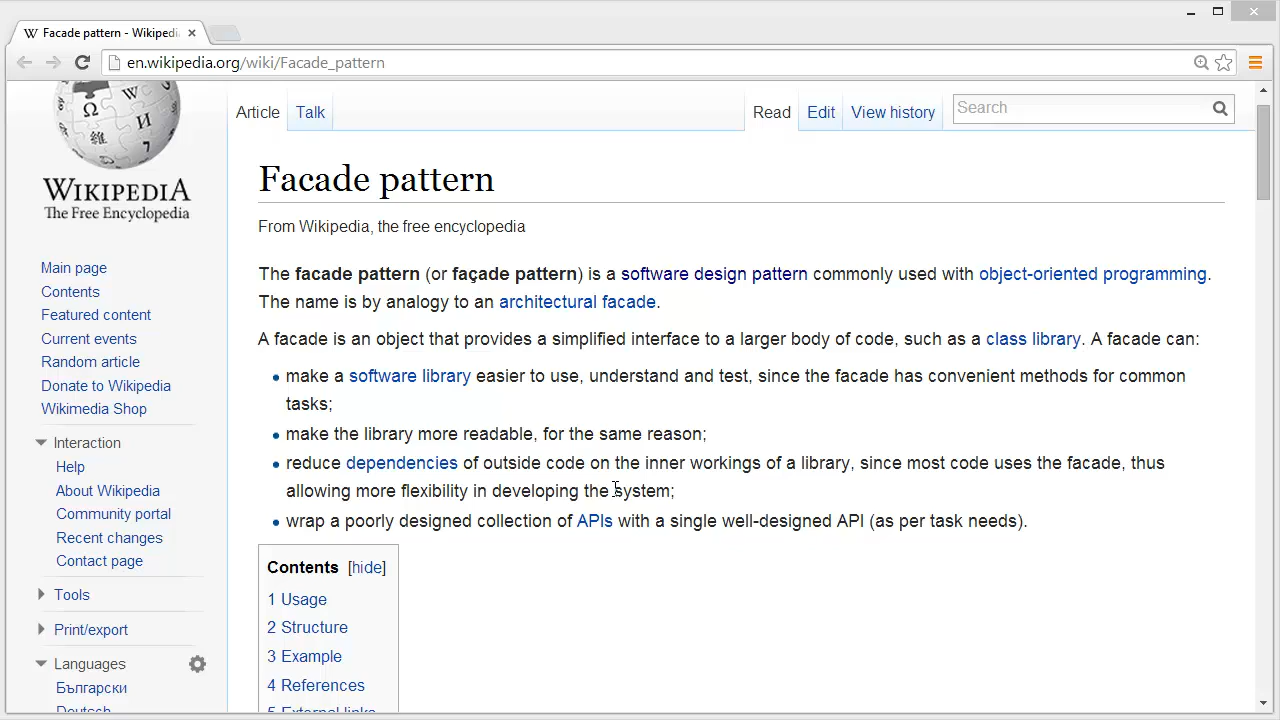 Facade pattern - Wikipedi
en.wikipedia.org/wiki/Facade_pattern
WIKIPEDIA
The Free Encyclopedia
Main page
Contents
Featured content
Current events
Random article
Donate to Wikipedia
Wikimedia Shop
Interaction
Help
About Wikipedia
Community portal
Recent changes
Contact page
Tools
Print/export
Languages
Български
Deutsch
Article Talk Read Edit View history Search
Facade pattern
From Wikipedia, the free encyclopedia
The facade pattern (or façade pattern) is a software design pattern commonly used with object-oriented programming.
The name is by analogy to an architectural facade.
A facade is an object that provides a simplified interface to a larger body of code, such as a class library. A facade can:
• make a software library easier to use, understand and test, since the facade has convenient methods for common
tasks;
• make the library more readable, for the same reason;
• reduce dependencies of outside code on the inner workings of a library, since most code uses the facade, thus
allowing more flexibility in developing the system;
• wrap a poorly designed collection of APIs with a single well-designed API (as per task needs).
Contents [hide]
1 Usage
2 Structure
3 Example
4 References
5 External links